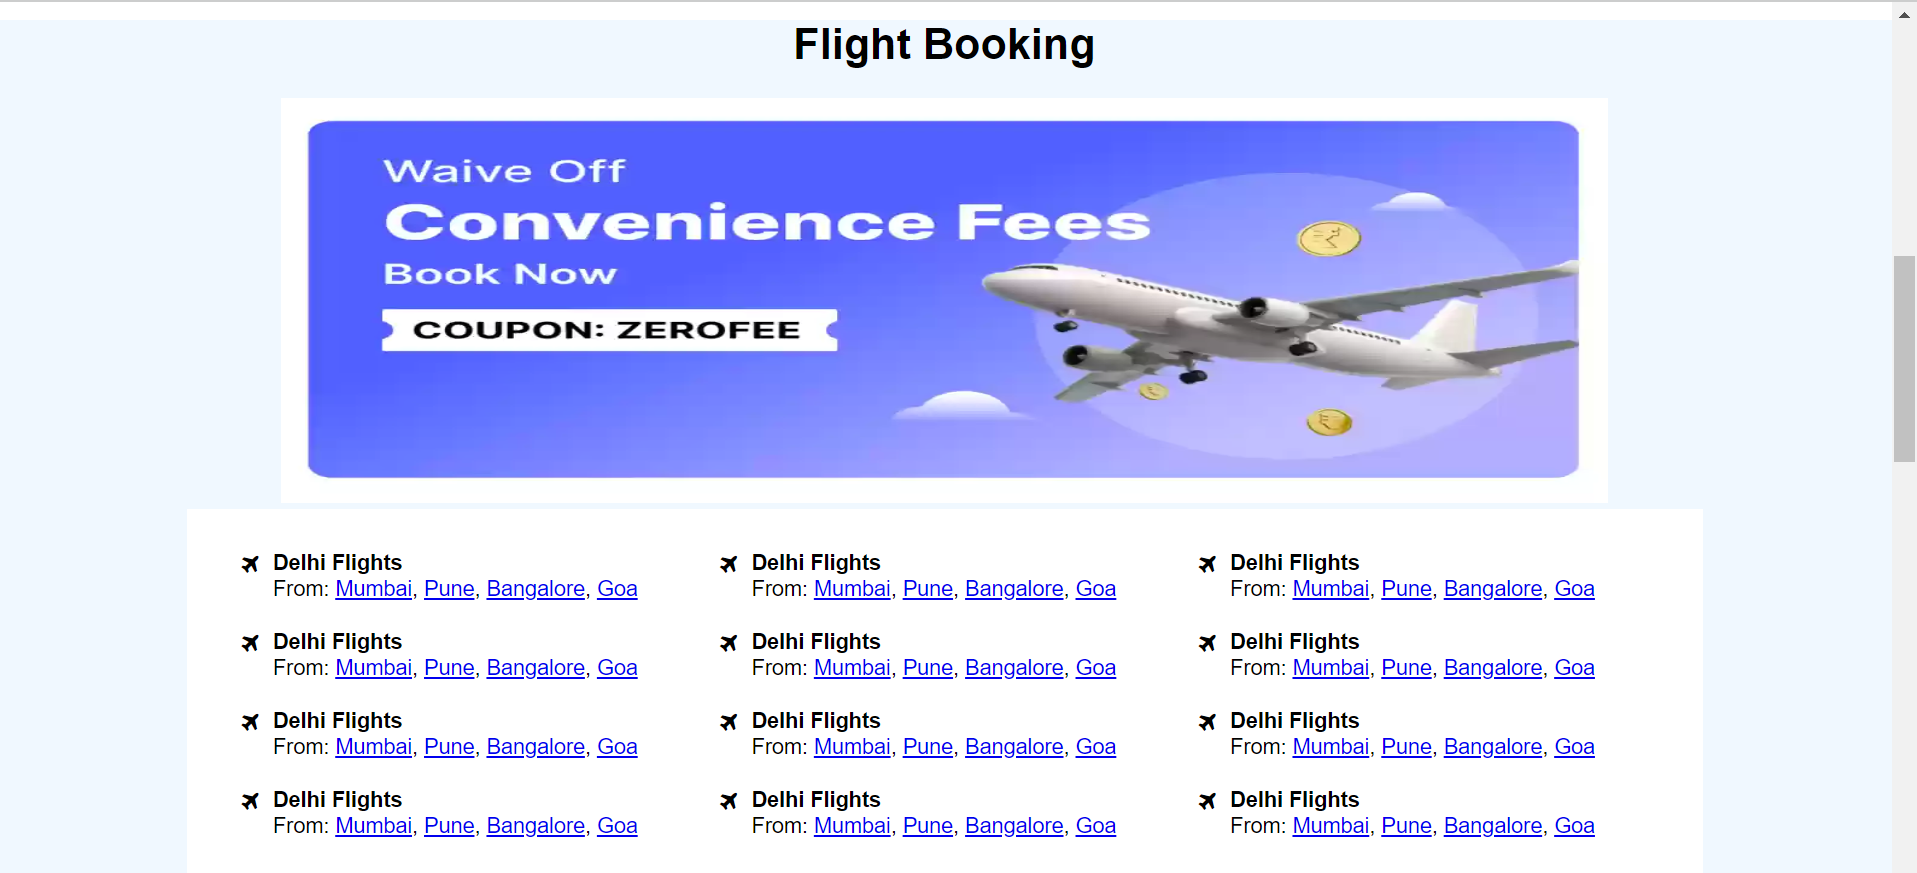 Flight Booking
Waive Off
Convenience Fees
Book Now
COUPON: ZEROFEE
Delhi Flights
From: Mumbai, Pune, Bangalore, Goa
Delhi Flights
From: Mumbai, Pune, Bangalore, Goa
Delhi Flights
From: Mumbai, Pune, Bangalore, Goa
Delhi Flights
From: Mumbai, Pune, Bangalore, Goa
Delhi Flights
From: Mumbai, Pune, Bangalore, Goa
Delhi Flights
From: Mumbai, Pune, Bangalore, Goa
Delhi Flights
From: Mumbai, Pune, Bangalore, Goa
Delhi Flights
From: Mumbai, Pune, Bangalore, Goa
Delhi Flights
From: Mumbai, Pune, Bangalore, Goa
Delhi Flights
From: Mumbai, Pune, Bangalore, Goa
Delhi Flights
From: Mumbai, Pune, Bangalore, Goa
Delhi Flights
From: Mumbai, Pune, Bangalore, Goa